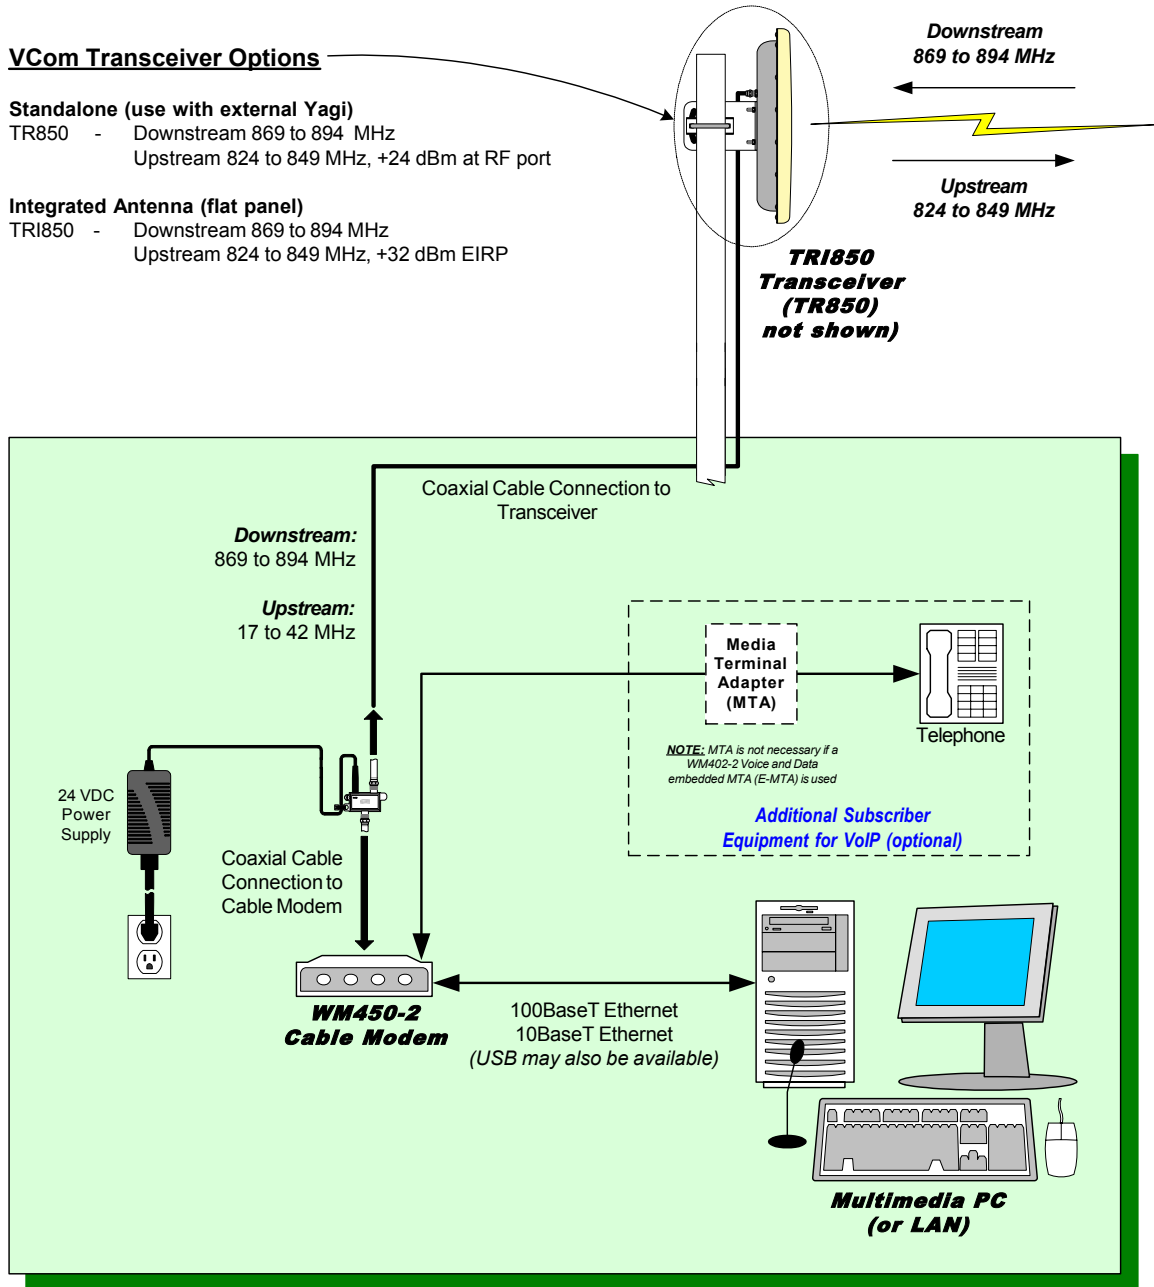 VCom Transceiver Options
Standalone (use with external Yagi)
TR850 - Downstream 869 to 894 MHz
Upstream 824 to 849 MHz, +24 dBm at RF port
Integrated Antenna (flat panel)
TRI850 - Downstream 869 to 894 MHz
Upstream 824 to 849 MHz, +32 dBm EIRP
Downstream
869 to 894 MHz
Upstream
824 to 849 MHz
TRI850
Transceiver
(TR850)
not shown)
Coaxial Cable Connection to
Transceiver
Downstream:
869 to 894 MHz
Upstream:
17 to 42 MHz
Media
Terminal
Adapter
(MTA)
Telephone
NOTE: MTA is not necessary if a
WM402-2 Voice and Data
embedded MTA (E-MTA) is used
Additional Subscriber
Equipment for VoIP (optional)
24 VDC
Power
Supply
Coaxial Cable
Connection to
Cable Modem
WM450-2
Cable Modem
100BaseT Ethernet
10BaseT Ethernet
(USB may also be available)
Multimedia PC
(or LAN)